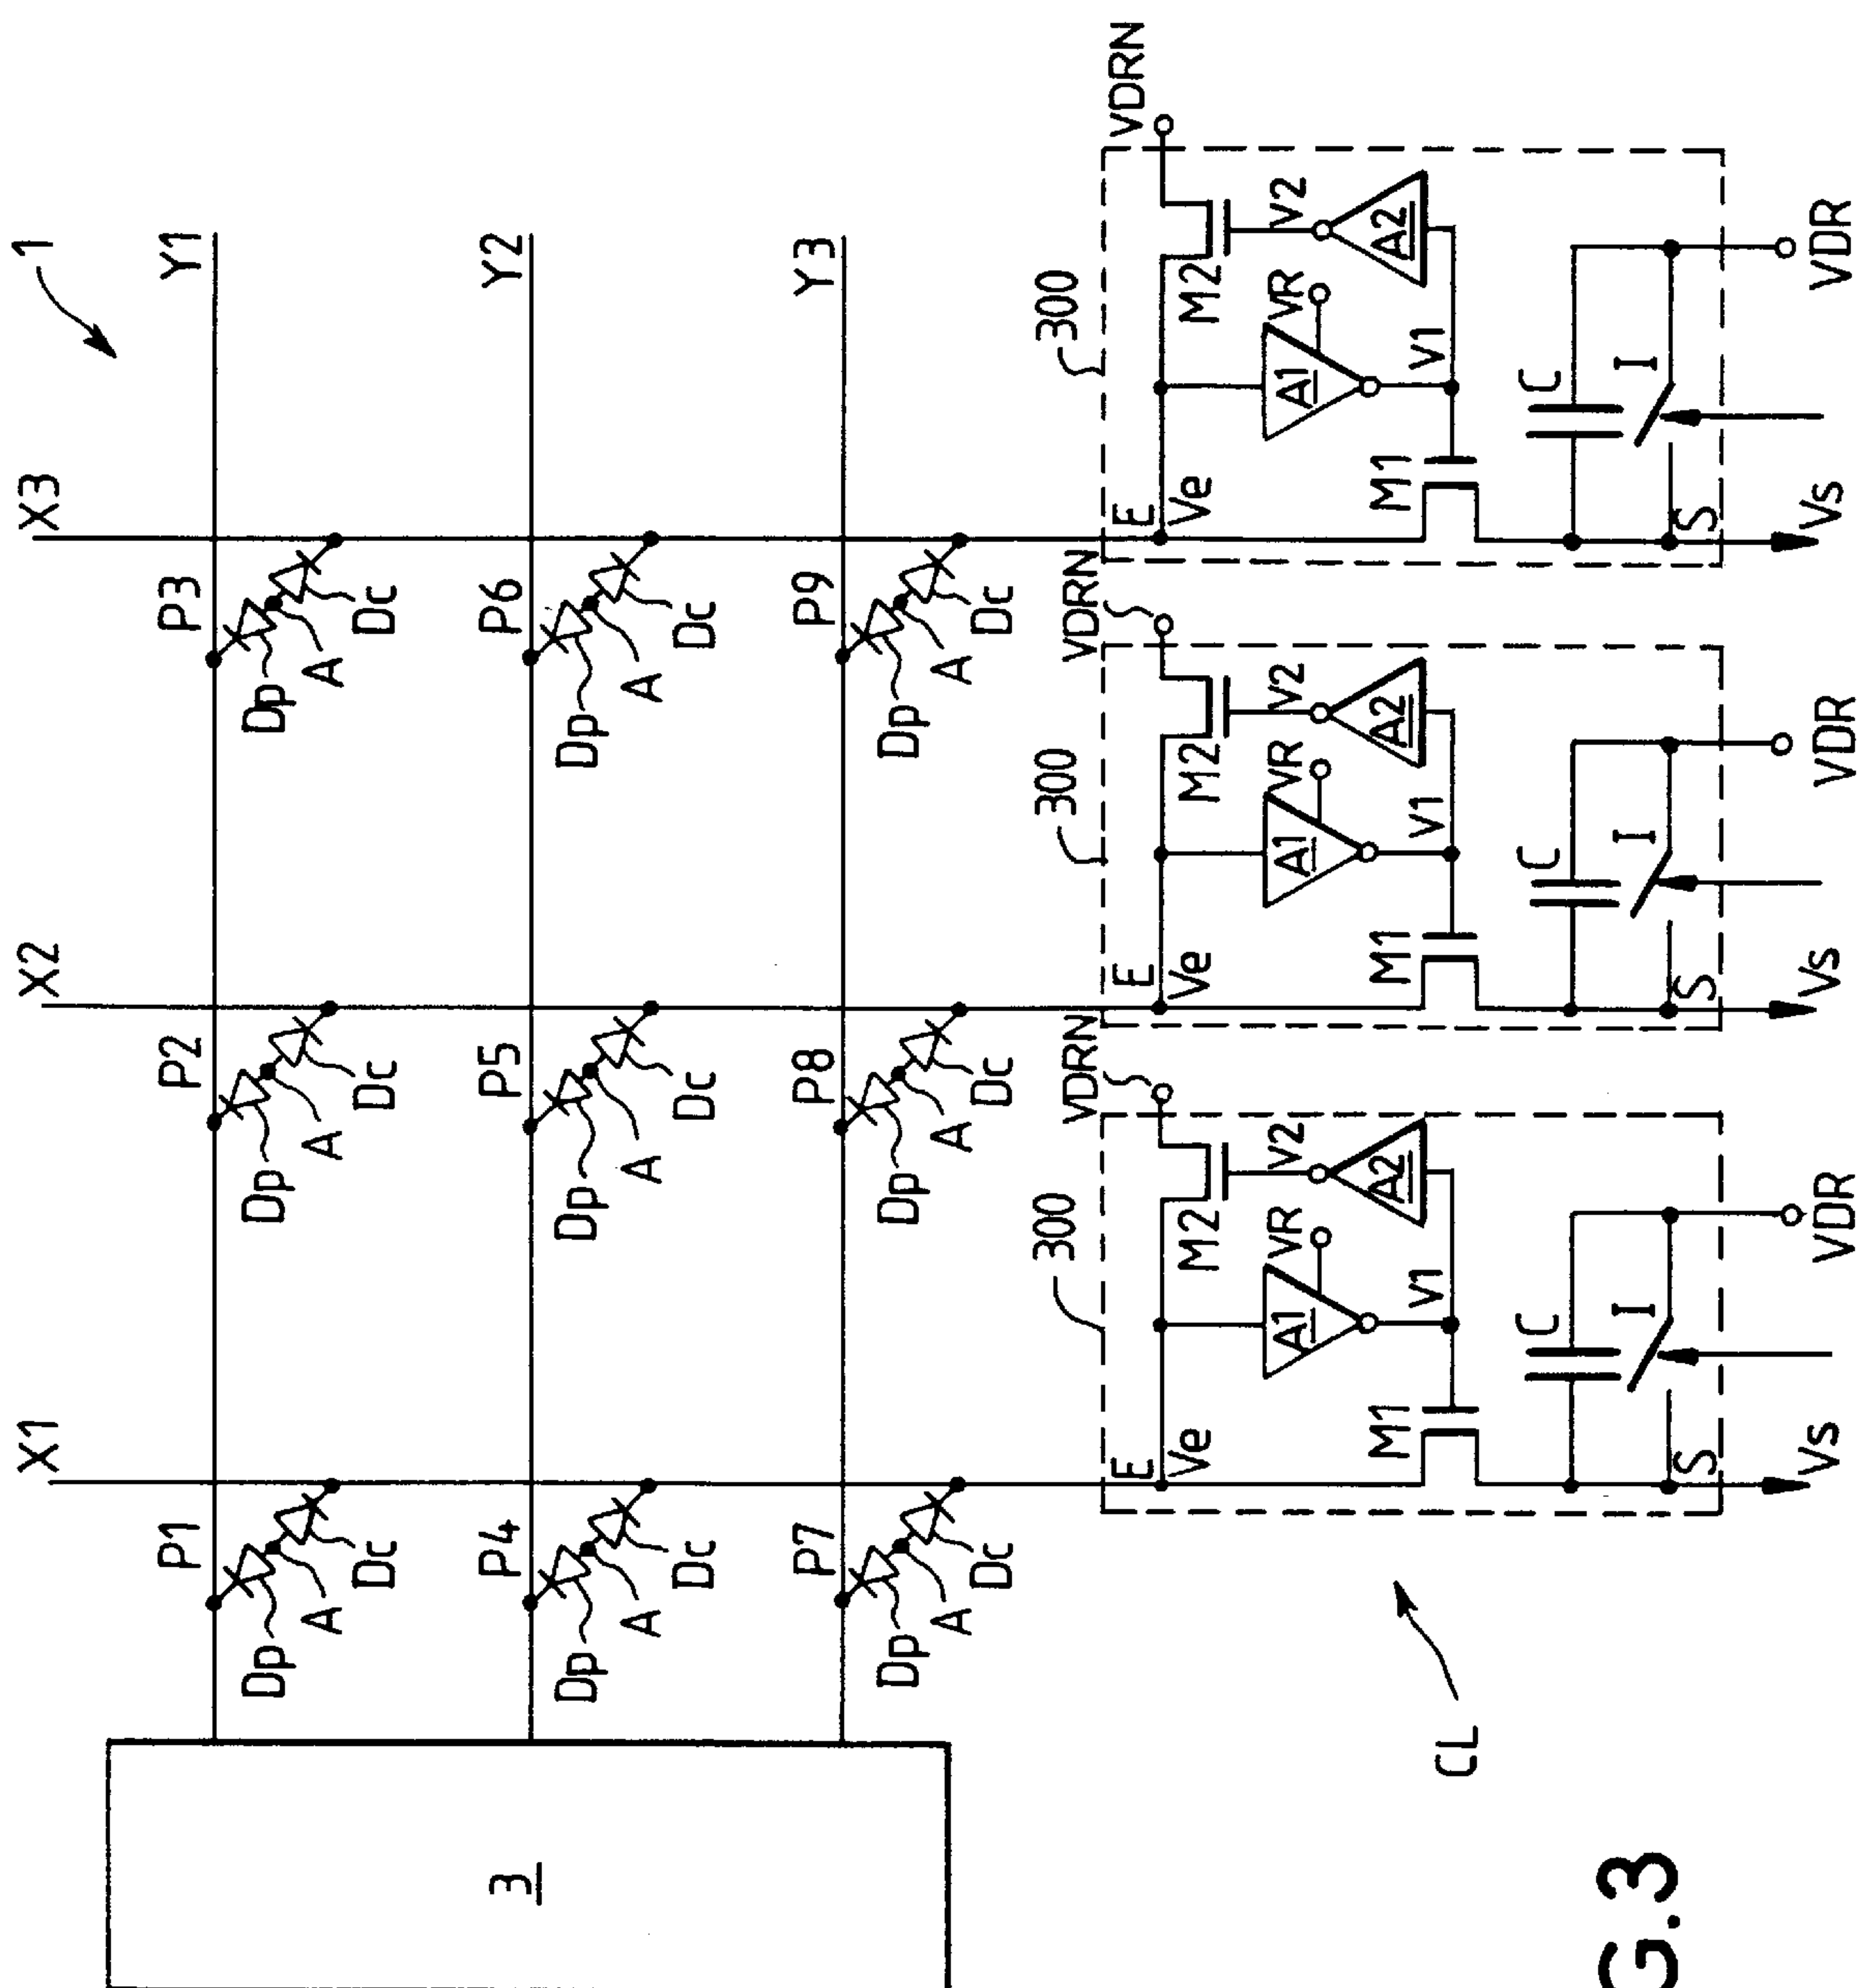 1
X1
X2
X3
P1
P2
P3
Y1
Dp
A
Dc
Dp
A
Dc
Dp
A
Dc
3
P4
P5
P6
Y2
Dp
A
Dc
Dp
A
Dc
Dp
A
Dc
P7
P8
P9
Y3
Dp
A
Dc
Dp
A
Dc
Dp
A
Dc
300
VDRN
300
VDRN
300
VDRN
E
Ve
M2
VR
V2
A1
A2
V1
M1
C
I
S
Vs
VDR
E
Ve
M2
VR
V2
A1
A2
V1
M1
C
I
S
Vs
VDR
E
Ve
M2
VR
V2
A1
A2
V1
M1
C
I
S
Vs
VDR
CL
G.3